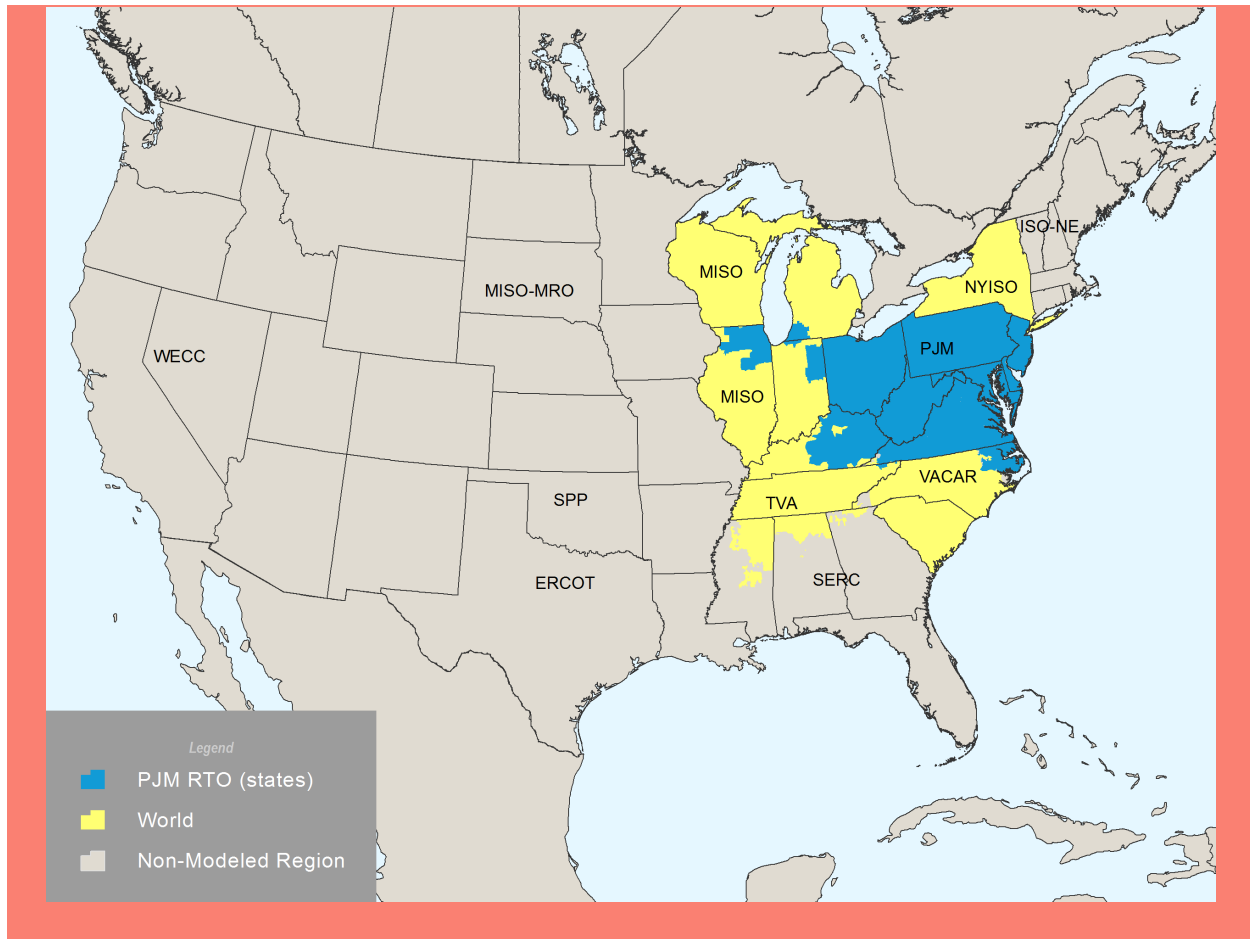 ISO-NE
MISO
NYISO
MISO-MRO
WECC
PJM
MISO
VACAR
SPP
TVA
ERCOT
SERC
Legend
PJM RTO (states)
World
Non-Modeled Region